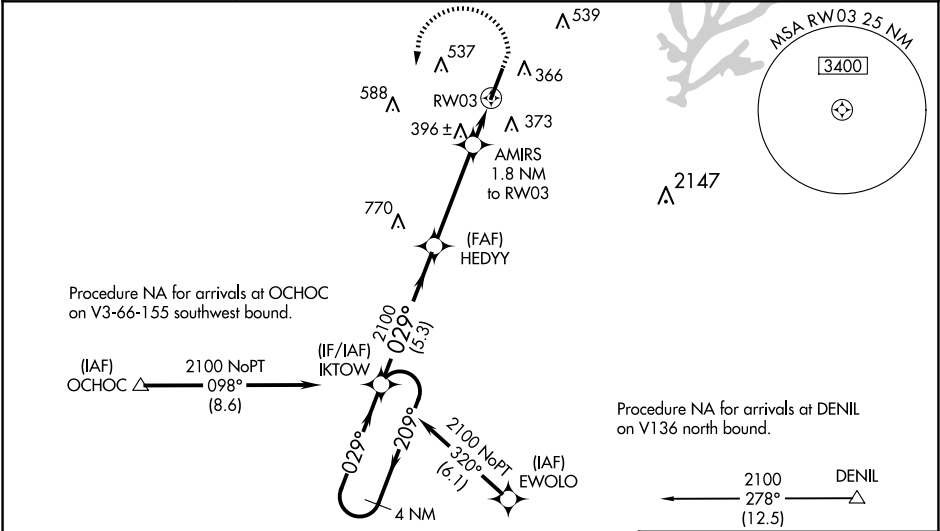 539
MSA RW03 25 NM
3400
537
366
588
RW03
396 ±
373
AMIRS
1.8 NM
to RW03
2147
770
(FAF)
HEDYY
Procedure NA for arrivals at OCHOC
on V3-66-155 southwest bound.
2100
029°
(5.3)
(IF/IAF)
IKTOW
(IAF)
OCHOC
2100 NoPT
098°
(8.6)
029°
209°
4 NM
2100 NoPT
320°
(6.1)
(IAF)
EWOLO
Procedure NA for arrivals at DENIL
on V136 north bound.
2100
278°
(12.5)
DENIL